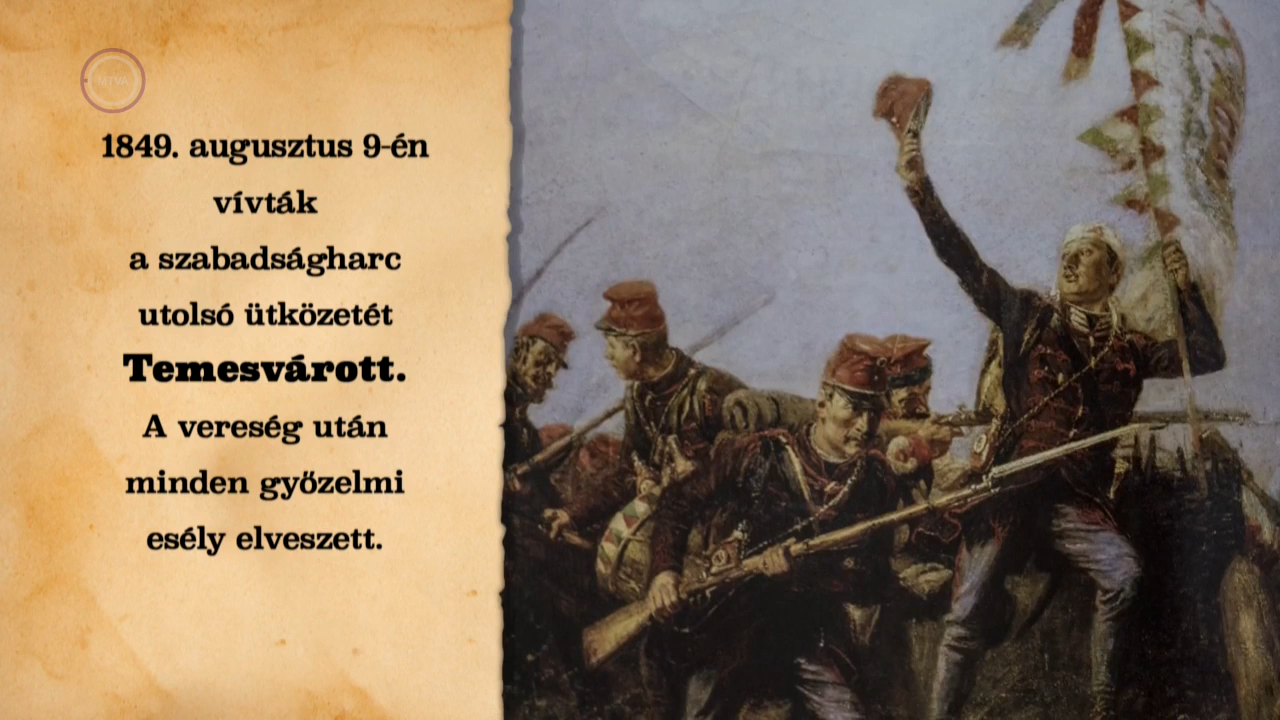 1849. augusztus 9-én
vívták
a szabadságharc
utolsó ütközetét
Temesvárott.
A vereség után
minden győzelmi
esély elveszett.